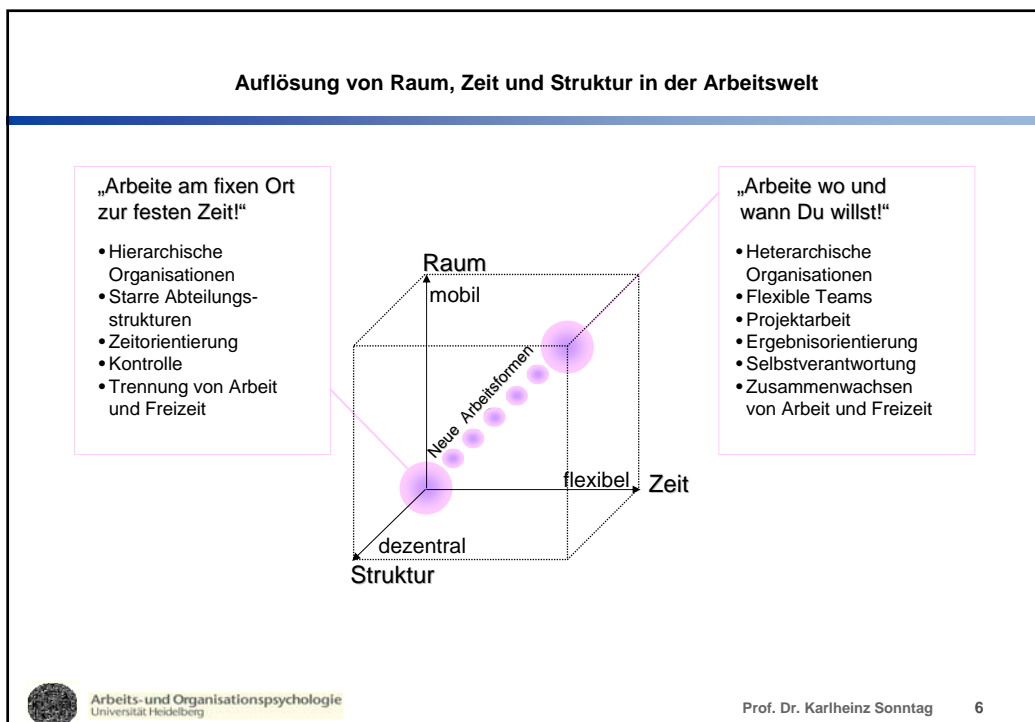 Auflösung von Raum, Zeit und Struktur in der Arbeitswelt
„Arbeite am fixen Ort
zur festen Zeit!“
• Hierarchische
Organisationen
• Starre Abteilungs-
strukturen
• Zeitorientierung
• Kontrolle
• Trennung von Arbeit
und Freizeit
„Arbeite wo und
wann Du willst!“
• Heterarchische
Organisationen
• Flexible Teams
• Projektarbeit
• Ergebnisorientierung
• Selbstverantwortung
• Zusammenwachsen
von Arbeit und Freizeit
Raum
mobil
Neue Arbeitsformen
flexibel
Zeit
dezentral
Struktur
Arbeits- und Organisationspsychologie
Universität Heidelberg
Prof. Dr. Karlheinz Sonntag 6